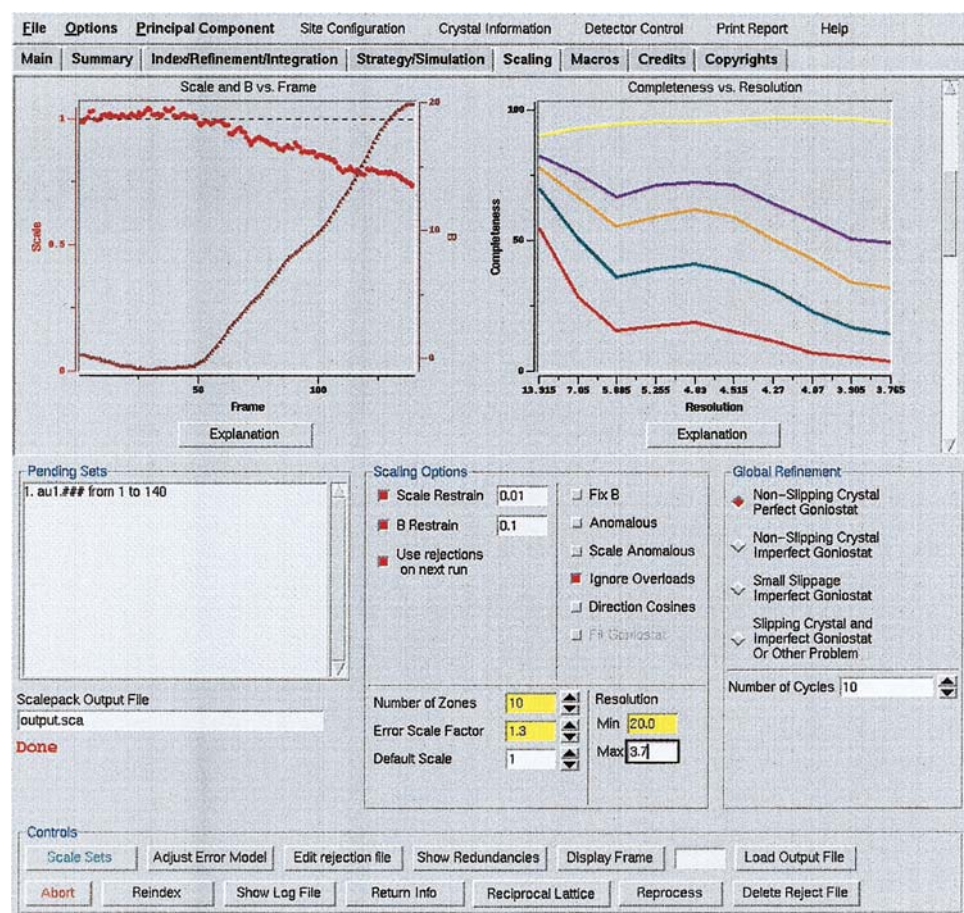 File Options Principal Component Site Configuration Crystal Information Detector Control Print Report Help
Main Summary Index/Refinement/Integration Strategy/Simulation Scaling Macros Credits Copyrights
Scale and B vs. Frame
1
0.5
0
Scale
20
10
0
B
50 100
Frame
Explanation
Completeness vs. Resolution
100
50
0
Completeness
13.915 7.05 5.885 5.255 4.83 4.515 4.27 4.07 3.905 3.765
Resolution
Explanation
Pending Sets
1. au1.### from 1 to 140
Scalepack Output File
output.sca
Done
Scaling Options
Scale Restrain 0.01
B Restrain 0.1
Use rejections
on next run
Fix B
Anomalous
Scale Anomalous
Ignore Overloads
Direction Cosines
Fit Goniostat
Number of Zones 10
Error Scale Factor 1.3
Default Scale 1
Resolution
Min 20.0
Max 3.7
Global Refinement
Non-Slipping Crystal
Perfect Goniostat
Non-Slipping Crystal
Imperfect Goniostat
Small Slippage
Imperfect Goniostat
Slipping Crystal and
Imperfect Goniostat
Or Other Problem
Number of Cycles 10
Controls
Scale Sets Adjust Error Model Edit rejection file Show Redundancies Display Frame Load Output File
Abort Reindex Show Log File Return Info Reciprocal Lattice Reprocess Delete Reject File